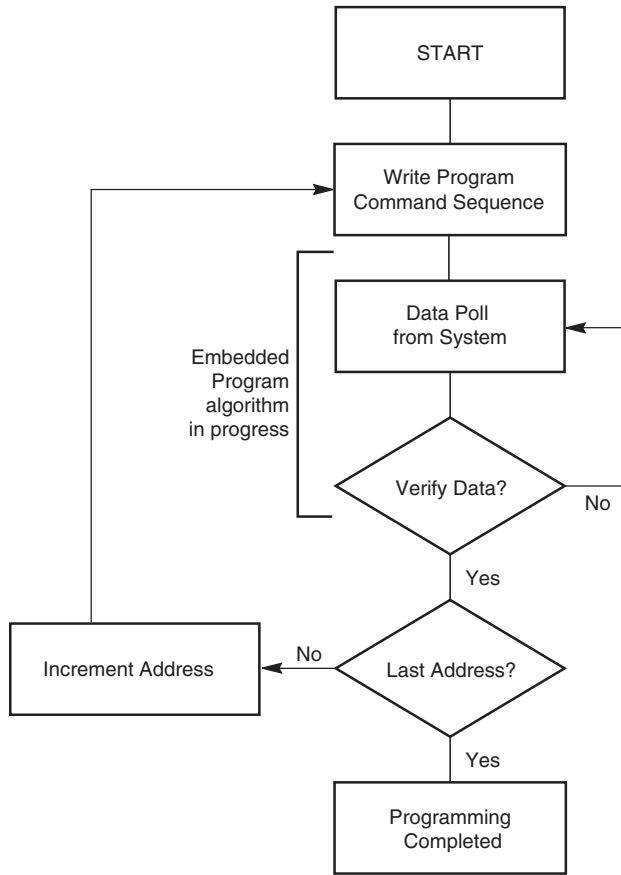 START
Write Program
Command Sequence
Data Poll
from System
Embedded
Program
algorithm
in progress
Verify Data?
No
Yes
Increment Address
No
Last Address?
Yes
Programming
Completed